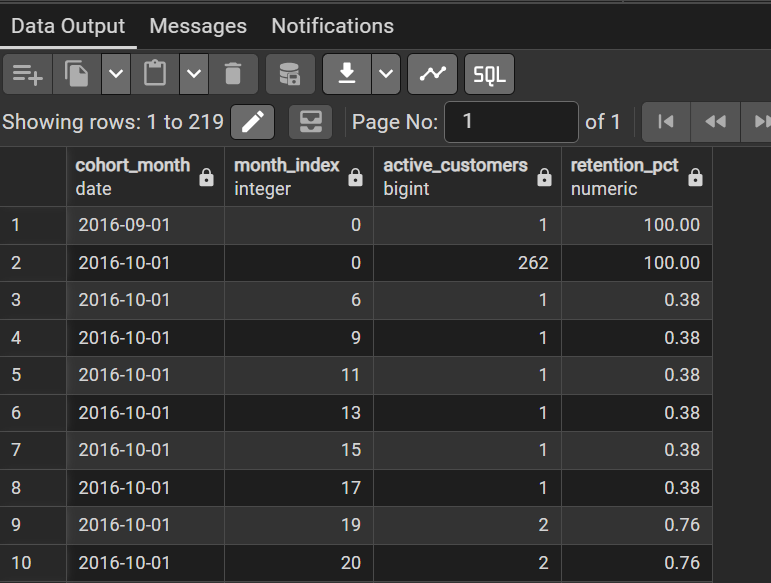 Data Output Messages Notifications
SQL
Showing rows: 1 to 219 Page No: 1 of 1
cohort_month month_index active_customers retention_pct
date integer bigint numeric
1 2016-09-01 0 1 100.00
2 2016-10-01 0 262 100.00
3 2016-10-01 6 1 0.38
4 2016-10-01 9 1 0.38
5 2016-10-01 11 1 0.38
6 2016-10-01 13 1 0.38
7 2016-10-01 15 1 0.38
8 2016-10-01 17 1 0.38
9 2016-10-01 19 2 0.76
10 2016-10-01 20 2 0.76